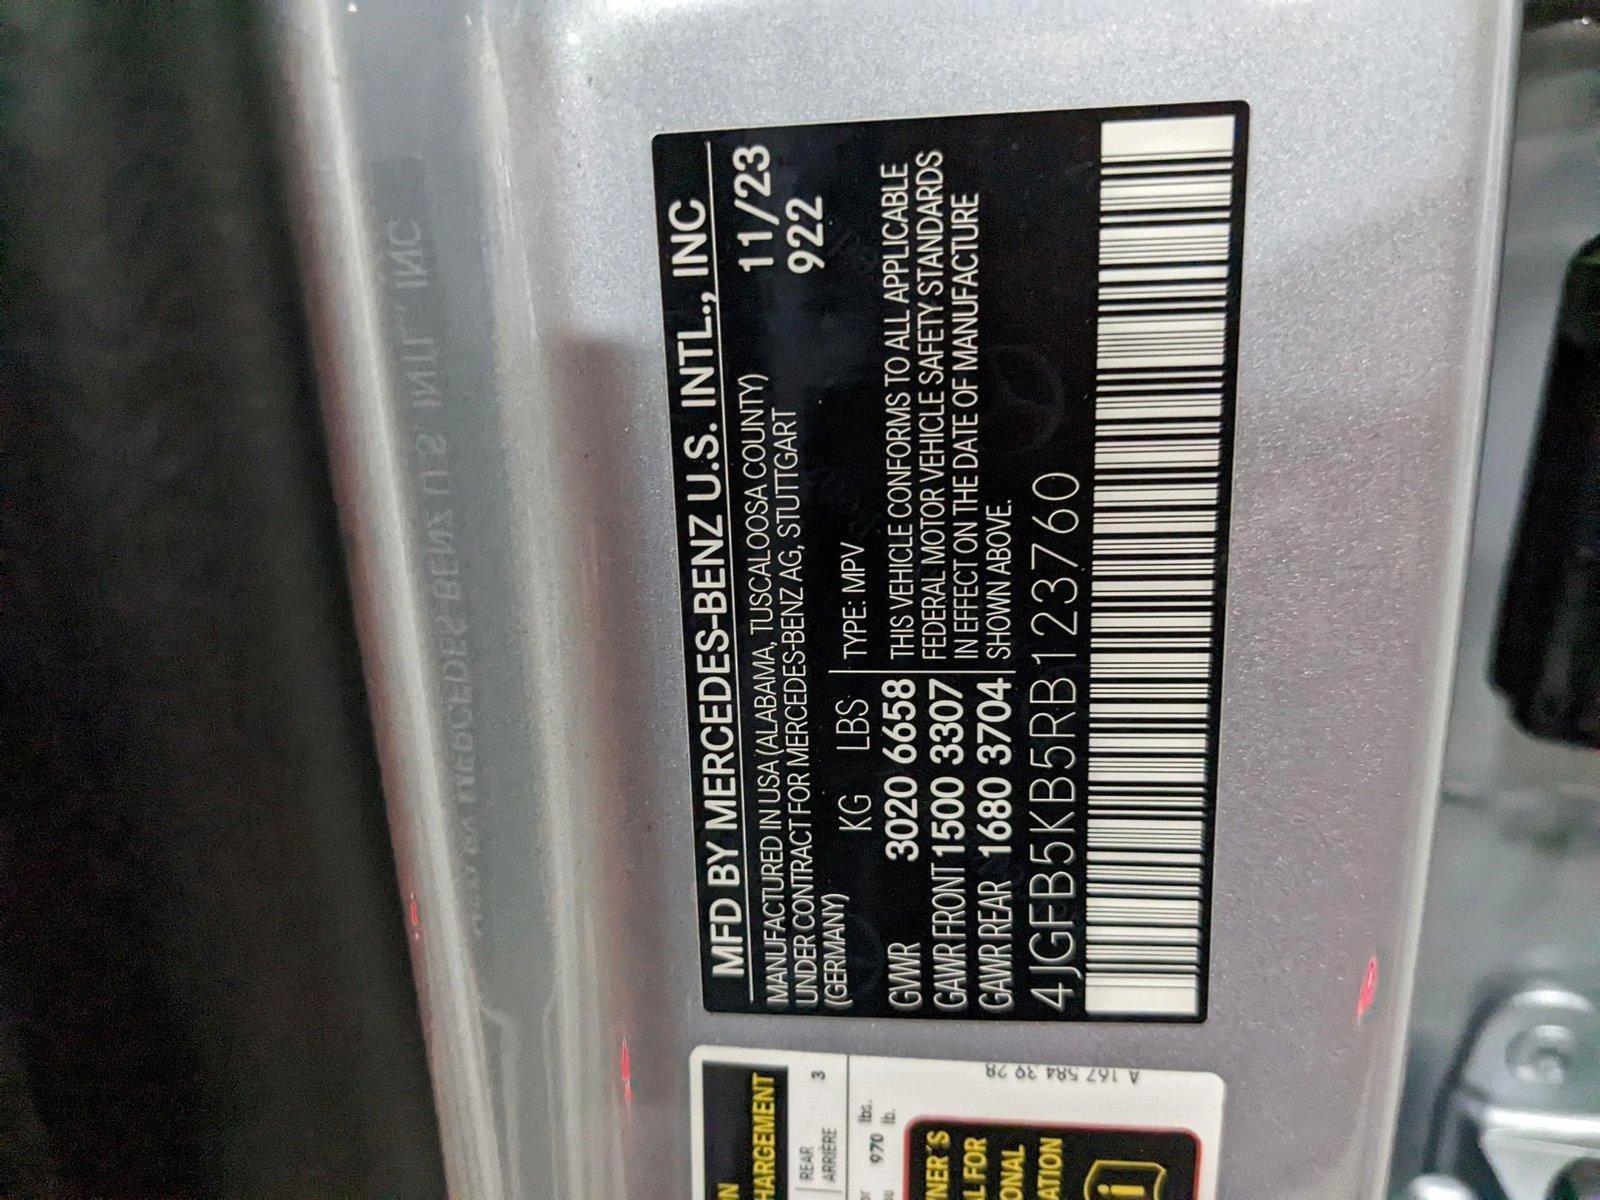 MFD BY MERCEDES-BENZ U.S. INTL., INC
MANUFACTURED IN USA (ALABAMA, TUSCALOOSA COUNTY) 11/23
UNDER CONTRACT FOR MERCEDES-BENZ AG, STUTTGART 922
(GERMANY)
KG LBS TYPE: MPV
GVWR 3020 6658 THIS VEHICLE CONFORMS TO ALL APPLICABLE
GAWR FRONT 1500 3307 FEDERAL MOTOR VEHICLE SAFETY STANDARDS
GAWR REAR 1680 3704 IN EFFECT ON THE DATE OF MANUFACTURE
SHOWN ABOVE.
4JGFB5KB5RB123760
HARGEMENT
REAR 3
ARRIÈRE
970 lbs.
lb.
A 167 584 39 28